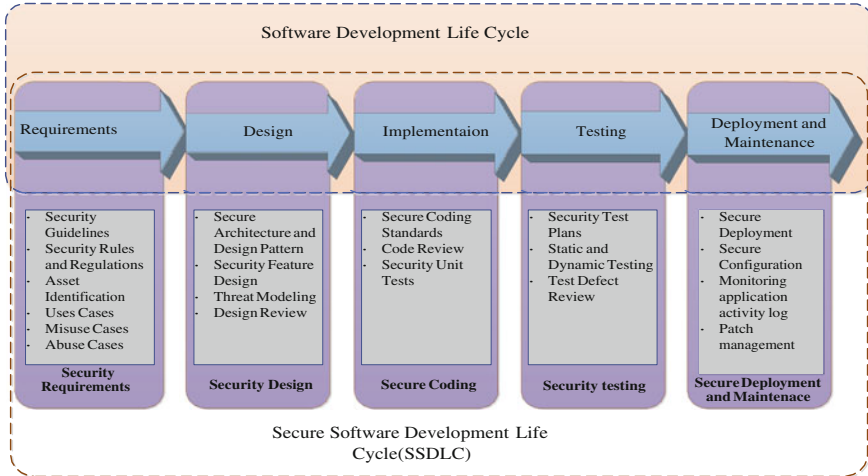 Software Development Life Cycle
Requirements
Design
Implementaion
Testing
Deployment and
Maintenance
- Security
Guidelines
- Security Rules
and Regulations
- Asset
Identification
- Uses Cases
- Misuse Cases
- Abuse Cases
Security
Requirements
- Secure
Architecture and
Design Pattern
- Security Feature
Design
- Threat Modeling
- Design Review
Security Design
- Secure Coding
Standards
- Code Review
- Security Unit
Tests
Secure Coding
- Security Test
Plans
- Static and
Dynamic Testing
- Test Defect
Review
Security testing
- Secure
Deployment
- Secure
Configuration
- Monitoring
application
activity log
- Patch
management
Secure Deployment
and Maintenace
Secure Software Development Life
Cycle(SSDLC)